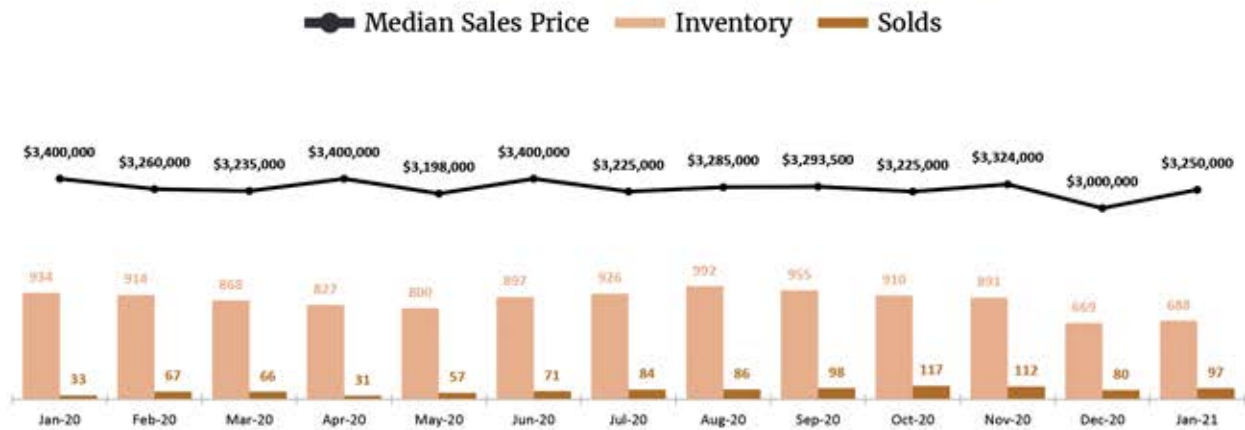 Median Sales Price Inventory Solds
$3,400,000 $3,260,000 $3,235,000 $3,400,000 $3,198,000 $3,400,000 $3,225,000 $3,285,000 $3,293,500 $3,225,000 $3,324,000 $3,000,000 $3,250,000
934 914 868 827 800 897 926 992 955 910 891 669 688
33 67 66 31 57 71 84 86 98 117 112 80 97
Jan-20 Feb-20 Mar-20 Apr-20 May-20 Jun-20 Jul-20 Aug-20 Sep-20 Oct-20 Nov-20 Dec-20 Jan-21